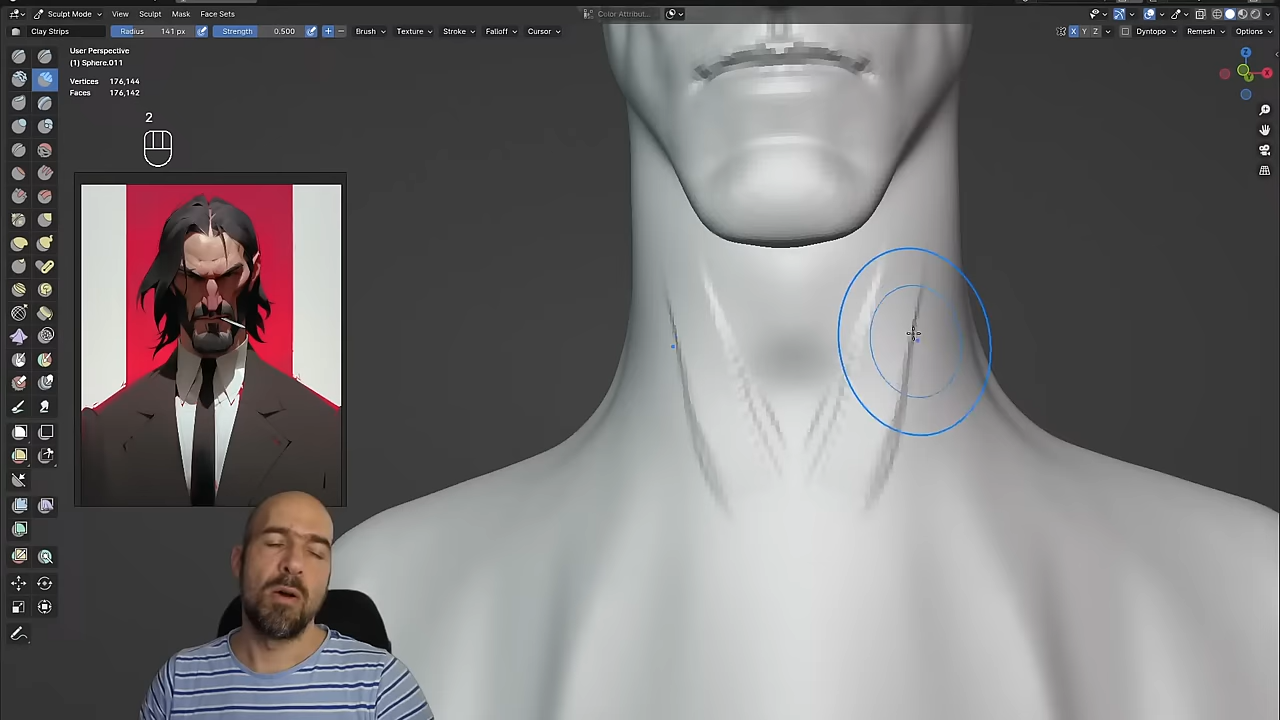 Sculpt Mode View Sculpt Mask Face Sets Color Attribut...
Clay Strips Radius 141 px Strength 0.500 Brush Texture Stroke Falloff Cursor X Y Z Dyntopo Remesh Options
User Perspective
(1) Sphere.011
Vertices 176,144
Faces 176,142
2
Z
X